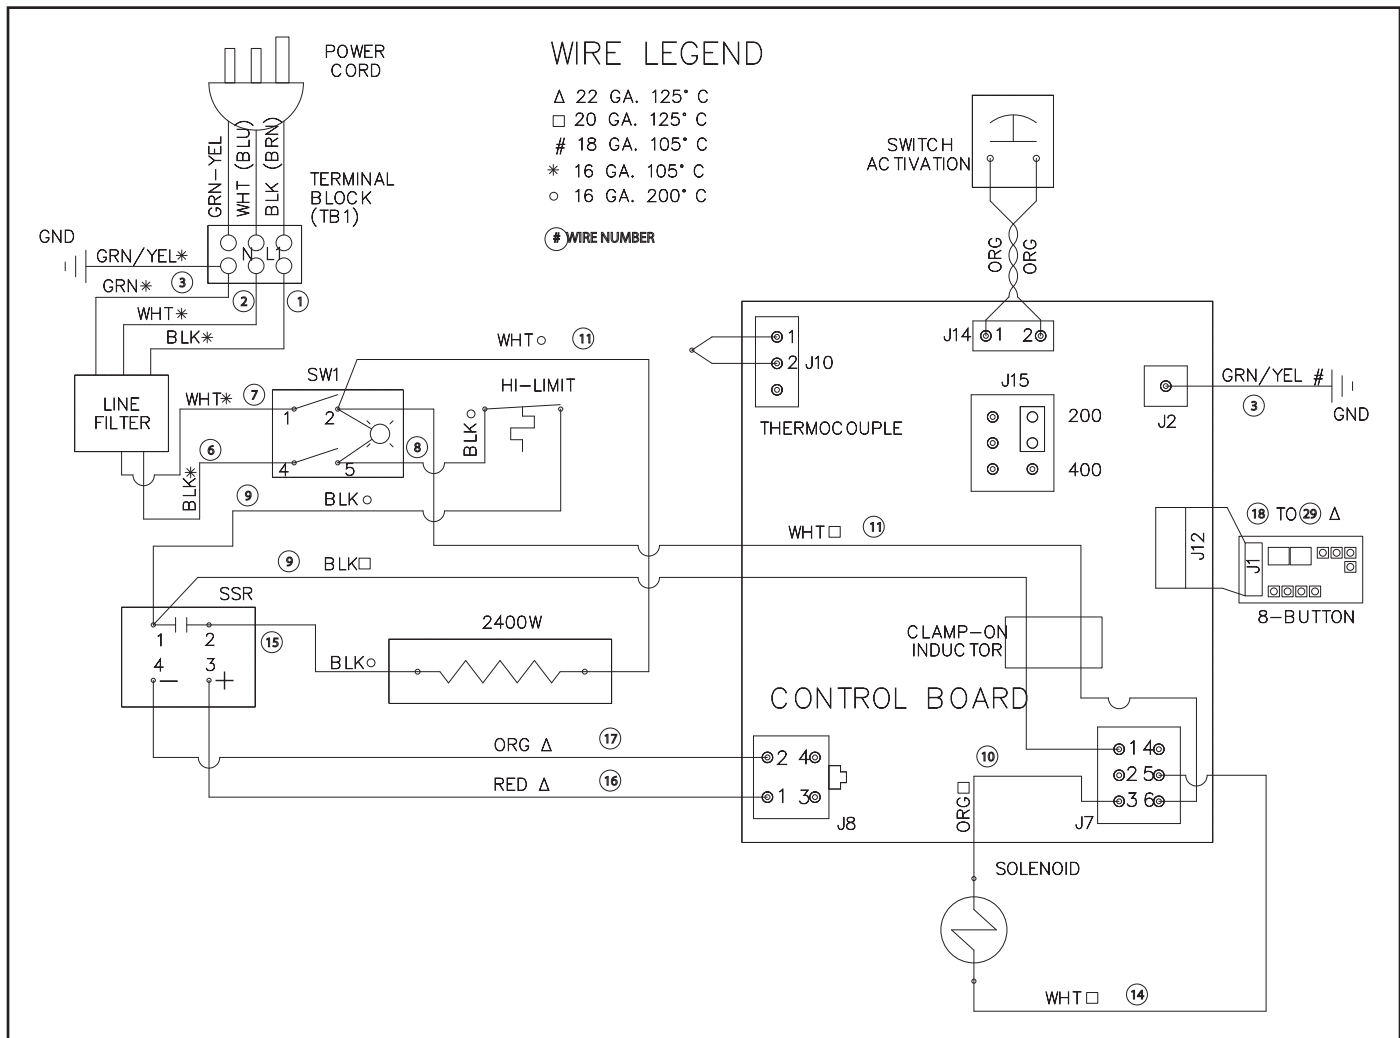 POWER
CORD
WIRE LEGEND
Δ 22 GA. 125° C
□ 20 GA. 125° C
# 18 GA. 105° C
* 16 GA. 105° C
○ 16 GA. 200° C
# WIRE NUMBER
GRN-YEL
WHT (BLU)
BLK (BRN)
TERMINAL
BLOCK
(TB1)
N L1
GND
GRN/YEL*
3
GRN*
2
1
WHT*
BLK*
LINE
FILTER
SWITCH
ACTIVATION
ORG
ORG
J14 1 2
1
2 J10
THERMOCOUPLE
J15
200
400
J2
GRN/YEL #
3
GND
WHT○ 11
SW1
HI-LIMIT
WHT* 7
1 2
4 5
8
BLK○
6
BLK*
9
BLK○
WHT□ 11
9 BLK□
SSR
1 2
4 3
− +
15
BLK○
2400W
CLAMP-ON
INDUCTOR
18 TO 29 Δ
J12
J1
8-BUTTON
CONTROL BOARD
ORG Δ 17
RED Δ 16
2 4
1 3
J8
10
ORG□
1 4
2 5
3 6
J7
SOLENOID
WHT□ 14